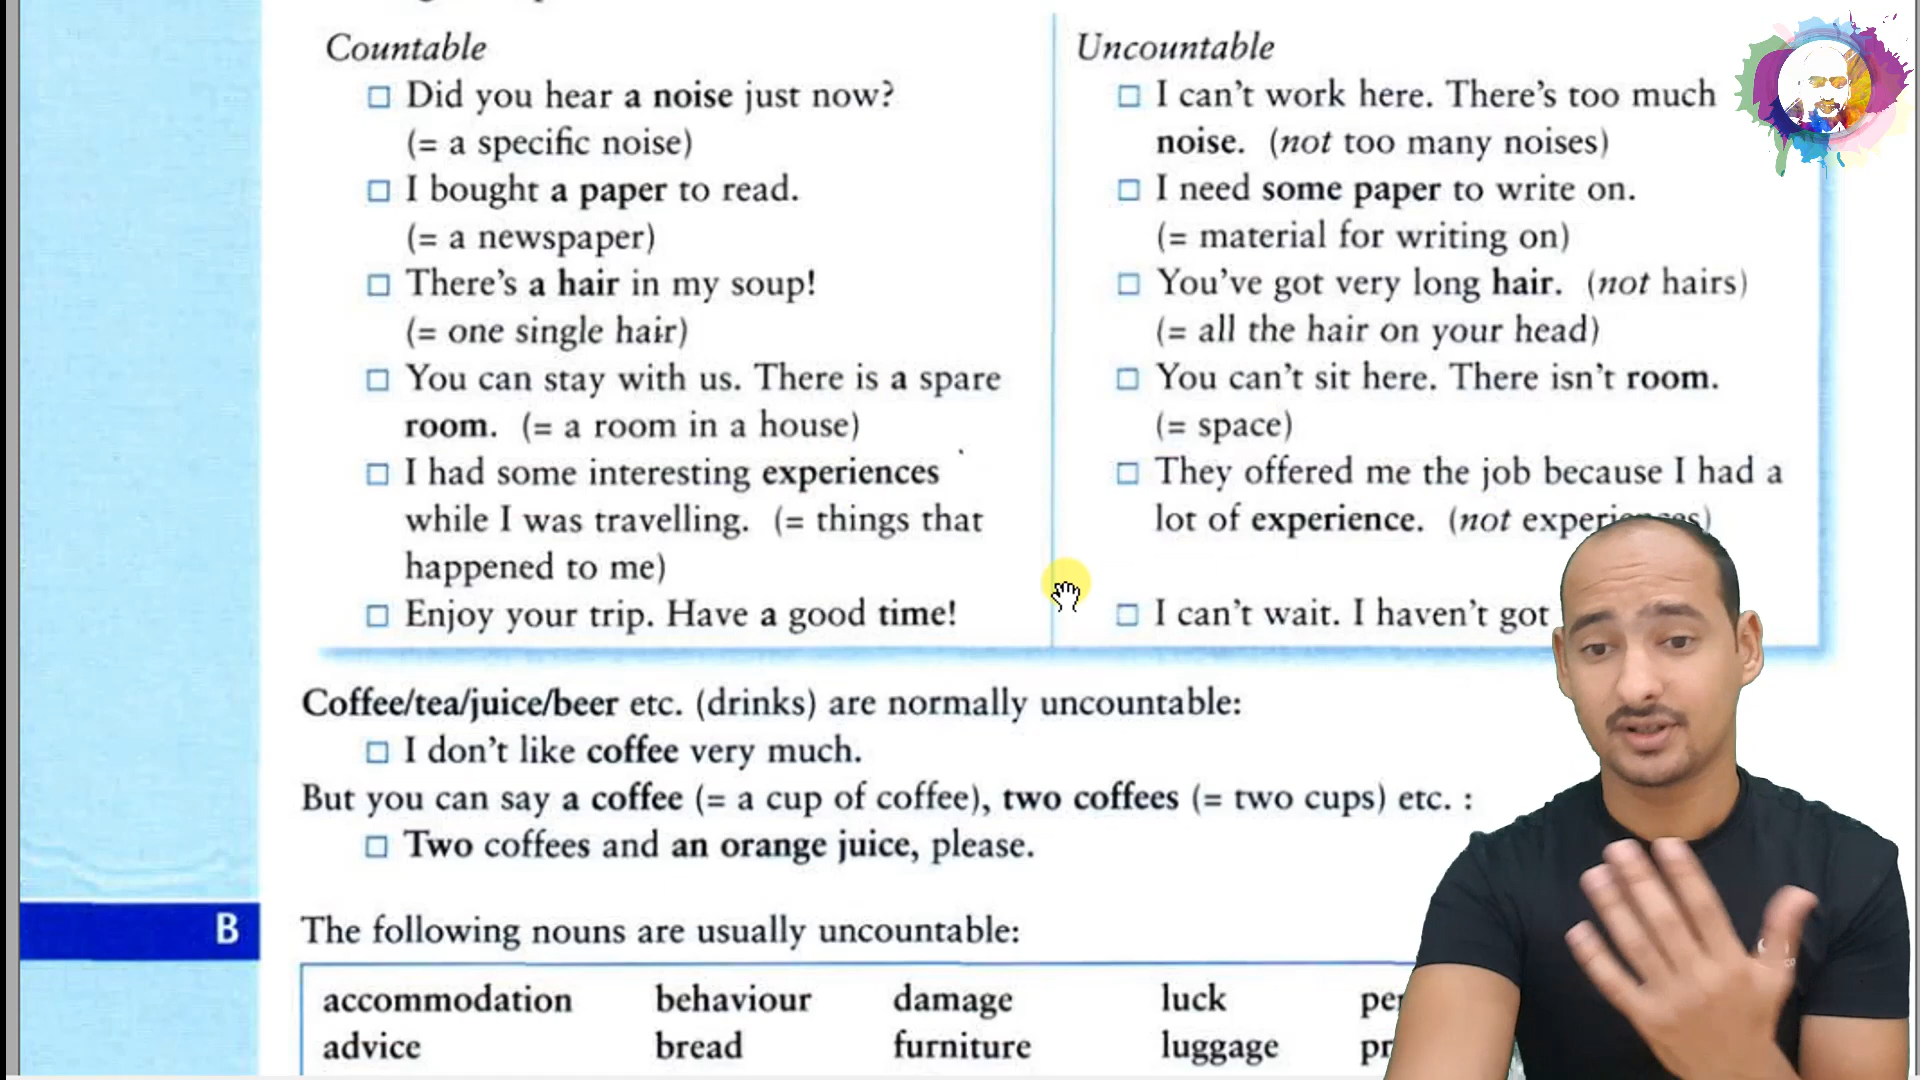 Countable
Did you hear a noise just now?
(= a specific noise)
I bought a paper to read.
(= a newspaper)
There's a hair in my soup!
(= one single hair)
You can stay with us. There is a spare
room. (= a room in a house)
I had some interesting experiences
while I was travelling. (= things that
happened to me)
Enjoy your trip. Have a good time!
Uncountable
I can't work here. There's too much
noise. (not too many noises)
I need some paper to write on.
(= material for writing on)
You've got very long hair. (not hairs)
(= all the hair on your head)
You can't sit here. There isn't room.
(= space)
They offered me the job because I had a
lot of experience. (not experiences)
I can't wait. I haven't got
Coffee/tea/juice/beer etc. (drinks) are normally uncountable:
I don't like coffee very much.
But you can say a coffee (= a cup of coffee), two coffees (= two cups) etc. :
Two coffees and an orange juice, please.
B
The following nouns are usually uncountable:
accommodation behaviour damage luck
advice bread furniture luggage